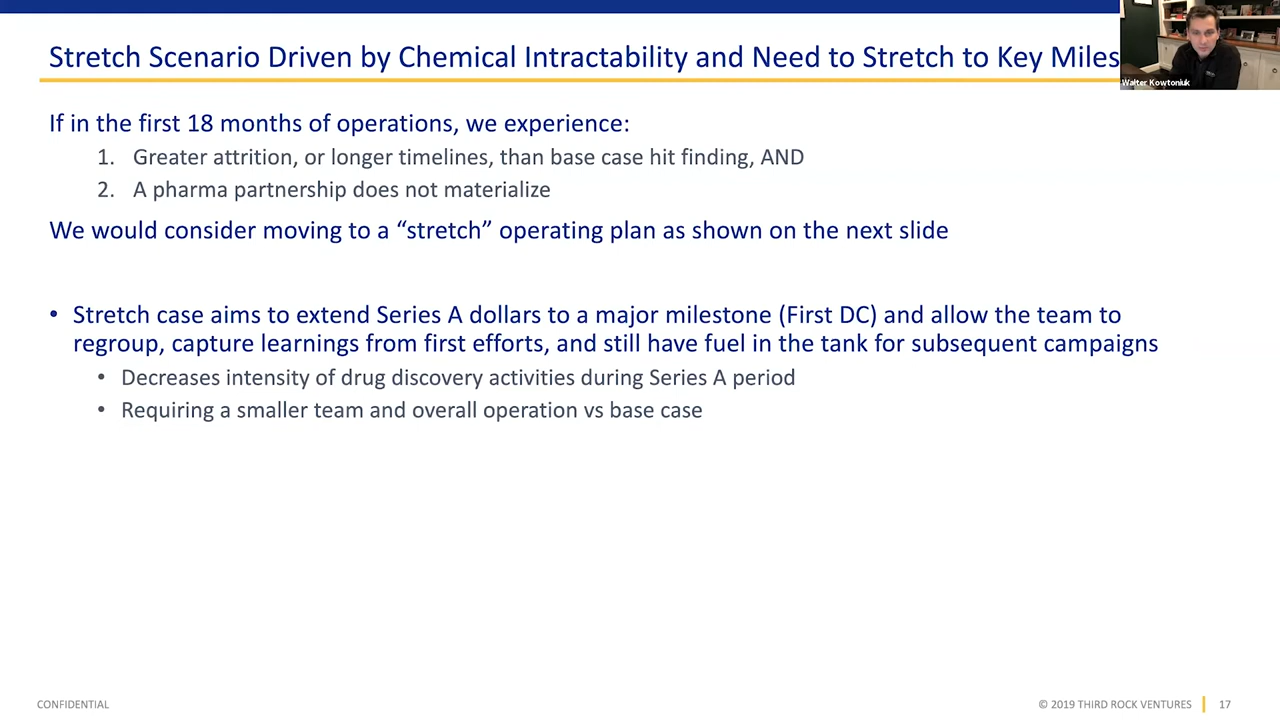 Stretch Scenario Driven by Chemical Intractability and Need to Stretch to Key Miles
Walter Kowtoniuk
If in the first 18 months of operations, we experience:
1. Greater attrition, or longer timelines, than base case hit finding, AND
2. A pharma partnership does not materialize
We would consider moving to a “stretch” operating plan as shown on the next slide
• Stretch case aims to extend Series A dollars to a major milestone (First DC) and allow the team to
regroup, capture learnings from first efforts, and still have fuel in the tank for subsequent campaigns
• Decreases intensity of drug discovery activities during Series A period
• Requiring a smaller team and overall operation vs base case
CONFIDENTIAL
© 2019 THIRD ROCK VENTURES | 17